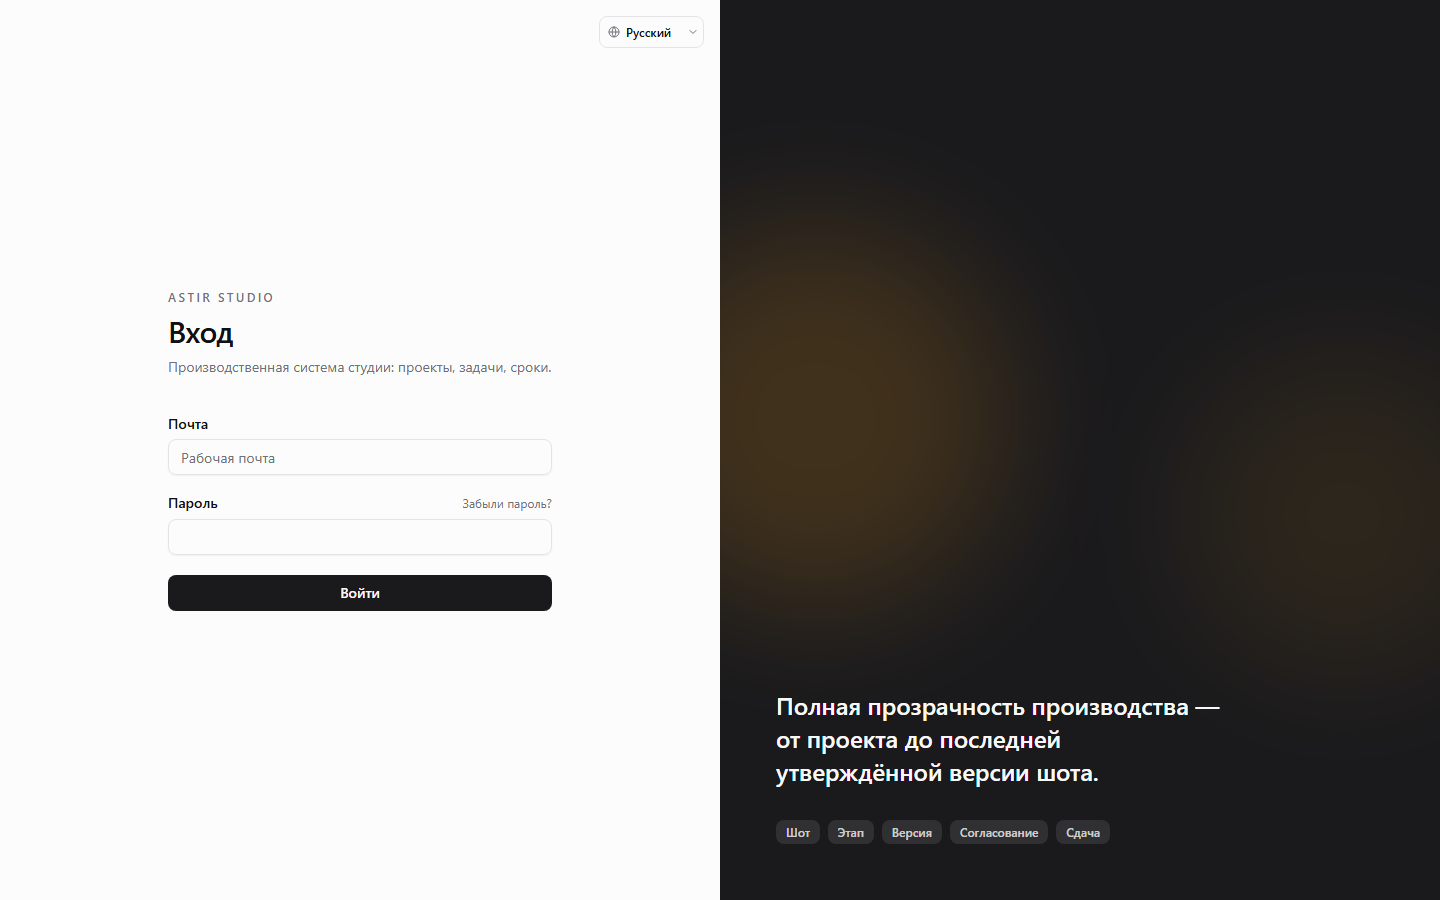 Русский
ASTIR STUDIO
Вход
Производственная система студии: проекты, задачи, сроки.
Почта
Рабочая почта
Пароль
Забыли пароль?
Войти
Полная прозрачность производства —
от проекта до последней
утверждённой версии шота.
Шот
Этап
Версия
Согласование
Сдача